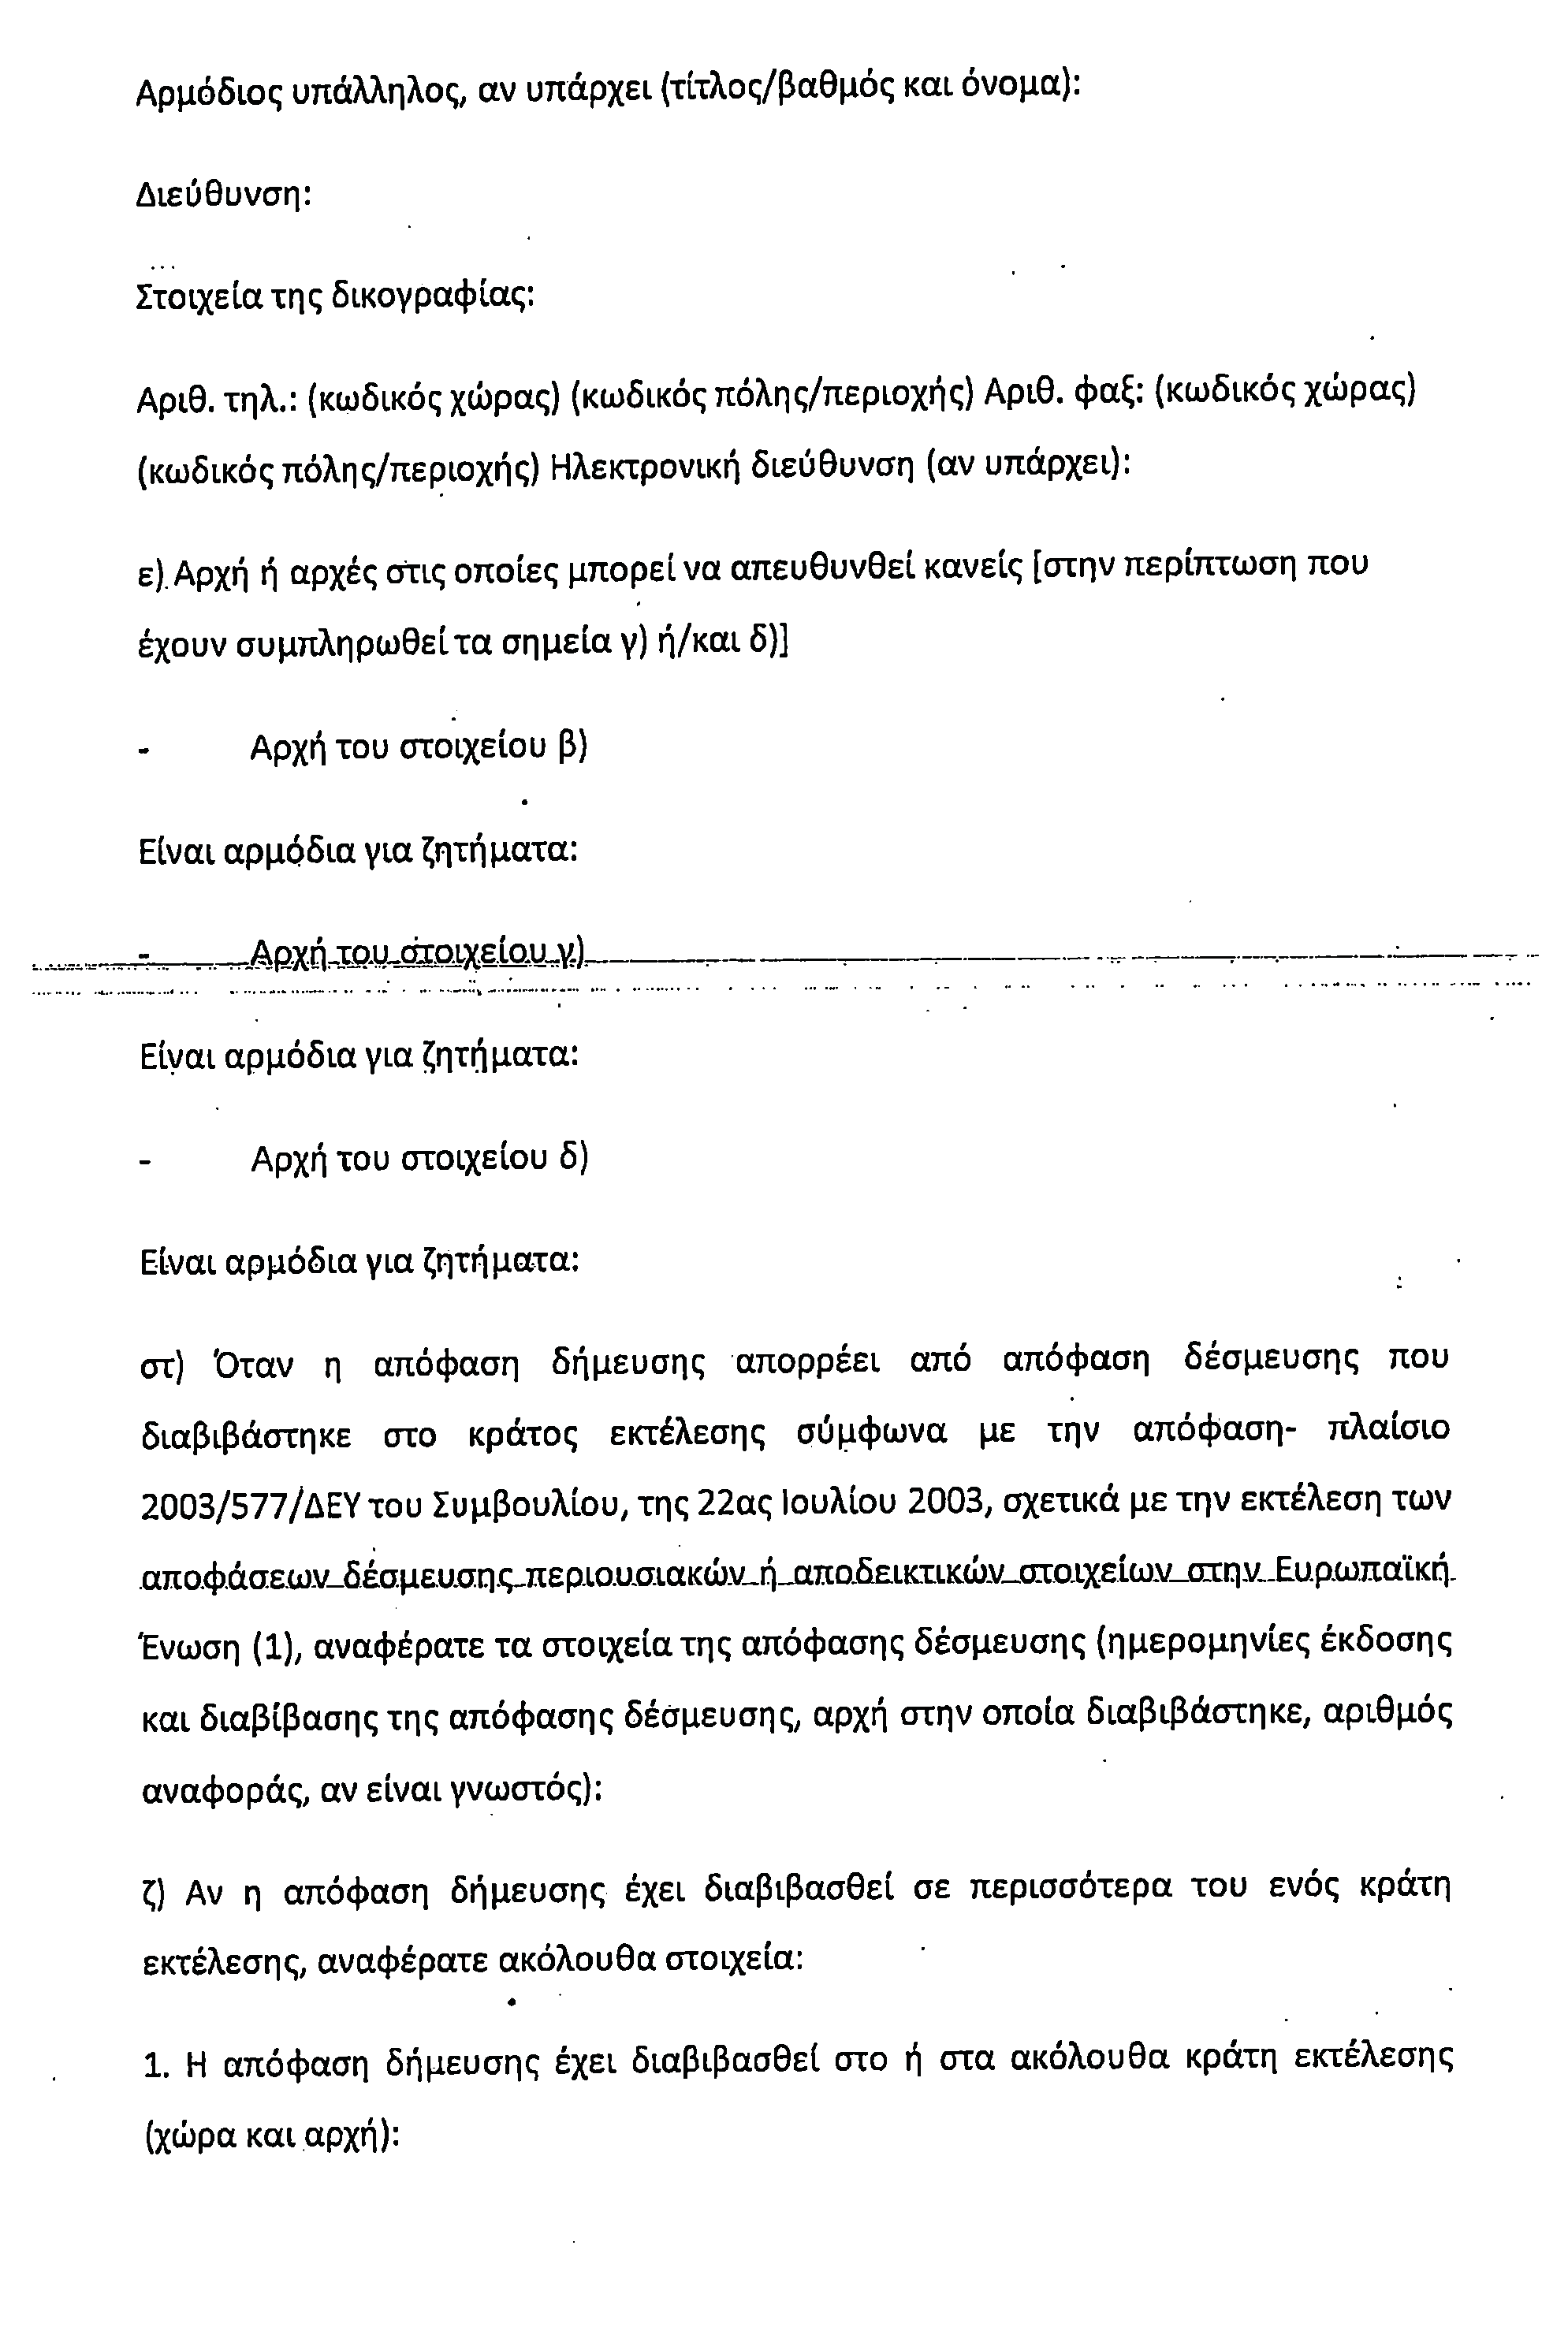 Αρμόδιος υπάλληλος, αν υπάρχει (τίτλος/βαθμός και όνομα):
Διεύθυνση:
Στοιχεία της δικογραφίας:
Αριθ. τηλ.: (κωδικός χώρας) (κωδικός πόλης/περιοχής) Αριθ. φαξ: (κωδικός χώρας)
(κωδικός πόλης/περιοχής) Ηλεκτρονική διεύθυνση (αν υπάρχει):
ε) Αρχή ή αρχές στις οποίες μπορεί να απευθυνθεί κανείς [στην περίπτωση που
έχουν συμπληρωθεί τα σημεία γ) ή/και δ)]
- Αρχή του στοιχείου β)
Είναι αρμόδια για ζητήματα:
- Αρχή του στοιχείου γ)
Είναι αρμόδια για ζητήματα:
- Αρχή του στοιχείου δ)
Είναι αρμόδια για ζητήματα:
στ) Όταν η απόφαση δήμευσης απορρέει από απόφαση δέσμευσης που
διαβιβάστηκε στο κράτος εκτέλεσης σύμφωνα με την απόφαση- πλαίσιο
2003/577/ΔΕΥ του Συμβουλίου, της 22ας Ιουλίου 2003, σχετικά με την εκτέλεση των
αποφάσεων δέσμευσης περιουσιακών ή αποδεικτικών στοιχείων στην Ευρωπαϊκή
Ένωση (1), αναφέρατε τα στοιχεία της απόφασης δέσμευσης (ημερομηνίες έκδοσης
και διαβίβασης της απόφασης δέσμευσης, αρχή στην οποία διαβιβάστηκε, αριθμός
αναφοράς, αν είναι γνωστός):
ζ) Αν η απόφαση δήμευσης έχει διαβιβασθεί σε περισσότερα του ενός κράτη
εκτέλεσης, αναφέρατε ακόλουθα στοιχεία:
1. Η απόφαση δήμευσης έχει διαβιβασθεί στο ή στα ακόλουθα κράτη εκτέλεσης
(χώρα και αρχή):